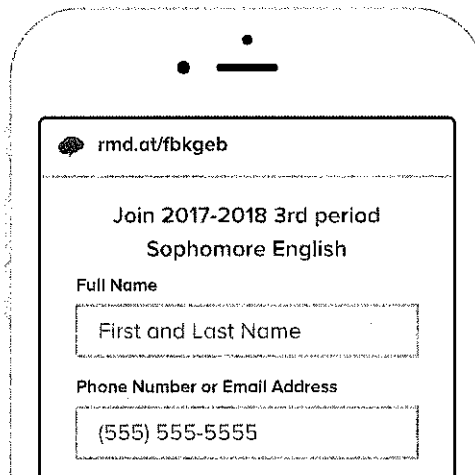 rmd.at/fbkgeb
Join 2017-2018 3rd period
Sophomore English
Full Name
First and Last Name
Phone Number or Email Address
(555) 555-5555